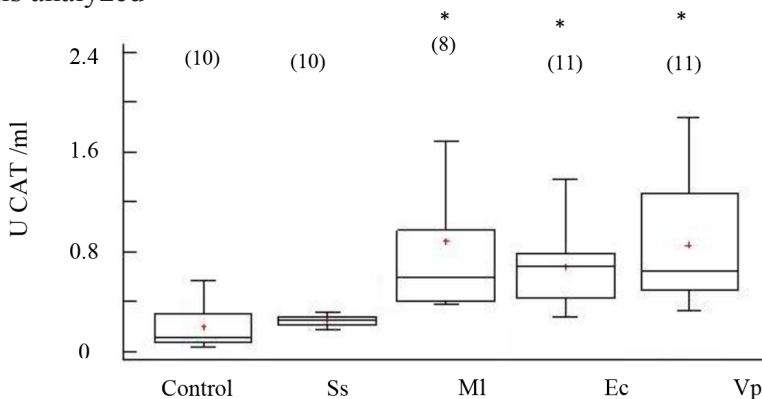 is analyzed
* * *
(10) (10) (8) (11) (11)
2.4
1.6
0.8
0
U CAT /ml
Control Ss Ml Ec Vp